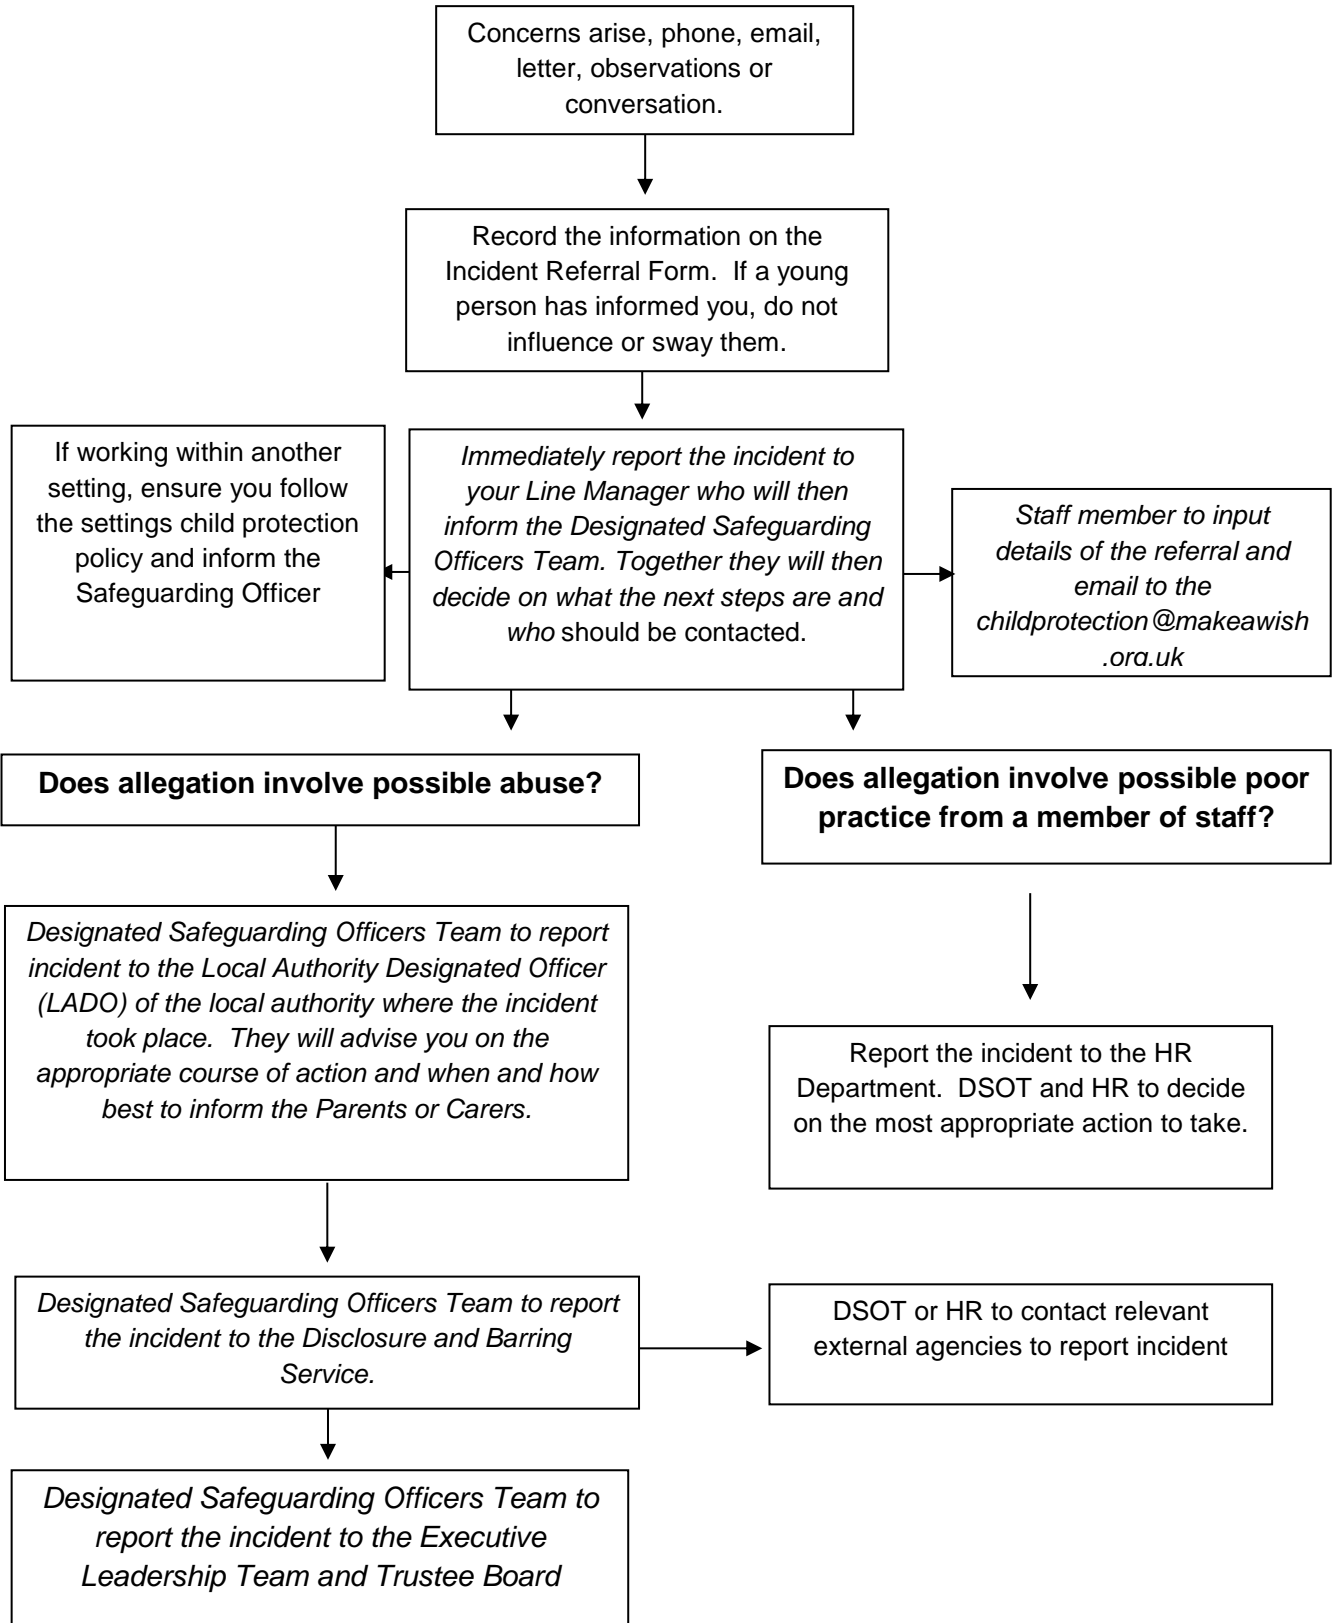 Concerns arise, phone, email,
letter, observations or
conversation.
Record the information on the
Incident Referral Form.  If a young
person has informed you, do not
influence or sway them.
If working within another
setting, ensure you follow
the settings child protection
policy and inform the
Safeguarding Officer
Immediately report the incident to
your Line Manager who will then
inform the Designated Safeguarding
Officers Team. Together they will then
decide on what the next steps are and
who should be contacted.
Staff member to input
details of the referral and
email to the
childprotection@makeawish
.org.uk
Does allegation involve possible abuse?
Does allegation involve possible poor
practice from a member of staff?
Designated Safeguarding Officers Team to report
incident to the Local Authority Designated Officer
(LADO) of the local authority where the incident
took place.  They will advise you on the
appropriate course of action and when and how
best to inform the Parents or Carers.
Report the incident to the HR
Department.  DSOT and HR to decide
on the most appropriate action to take.
Designated Safeguarding Officers Team to report
the incident to the Disclosure and Barring
Service.
DSOT or HR to contact relevant
external agencies to report incident
Designated Safeguarding Officers Team to
report the incident to the Executive
Leadership Team and Trustee Board